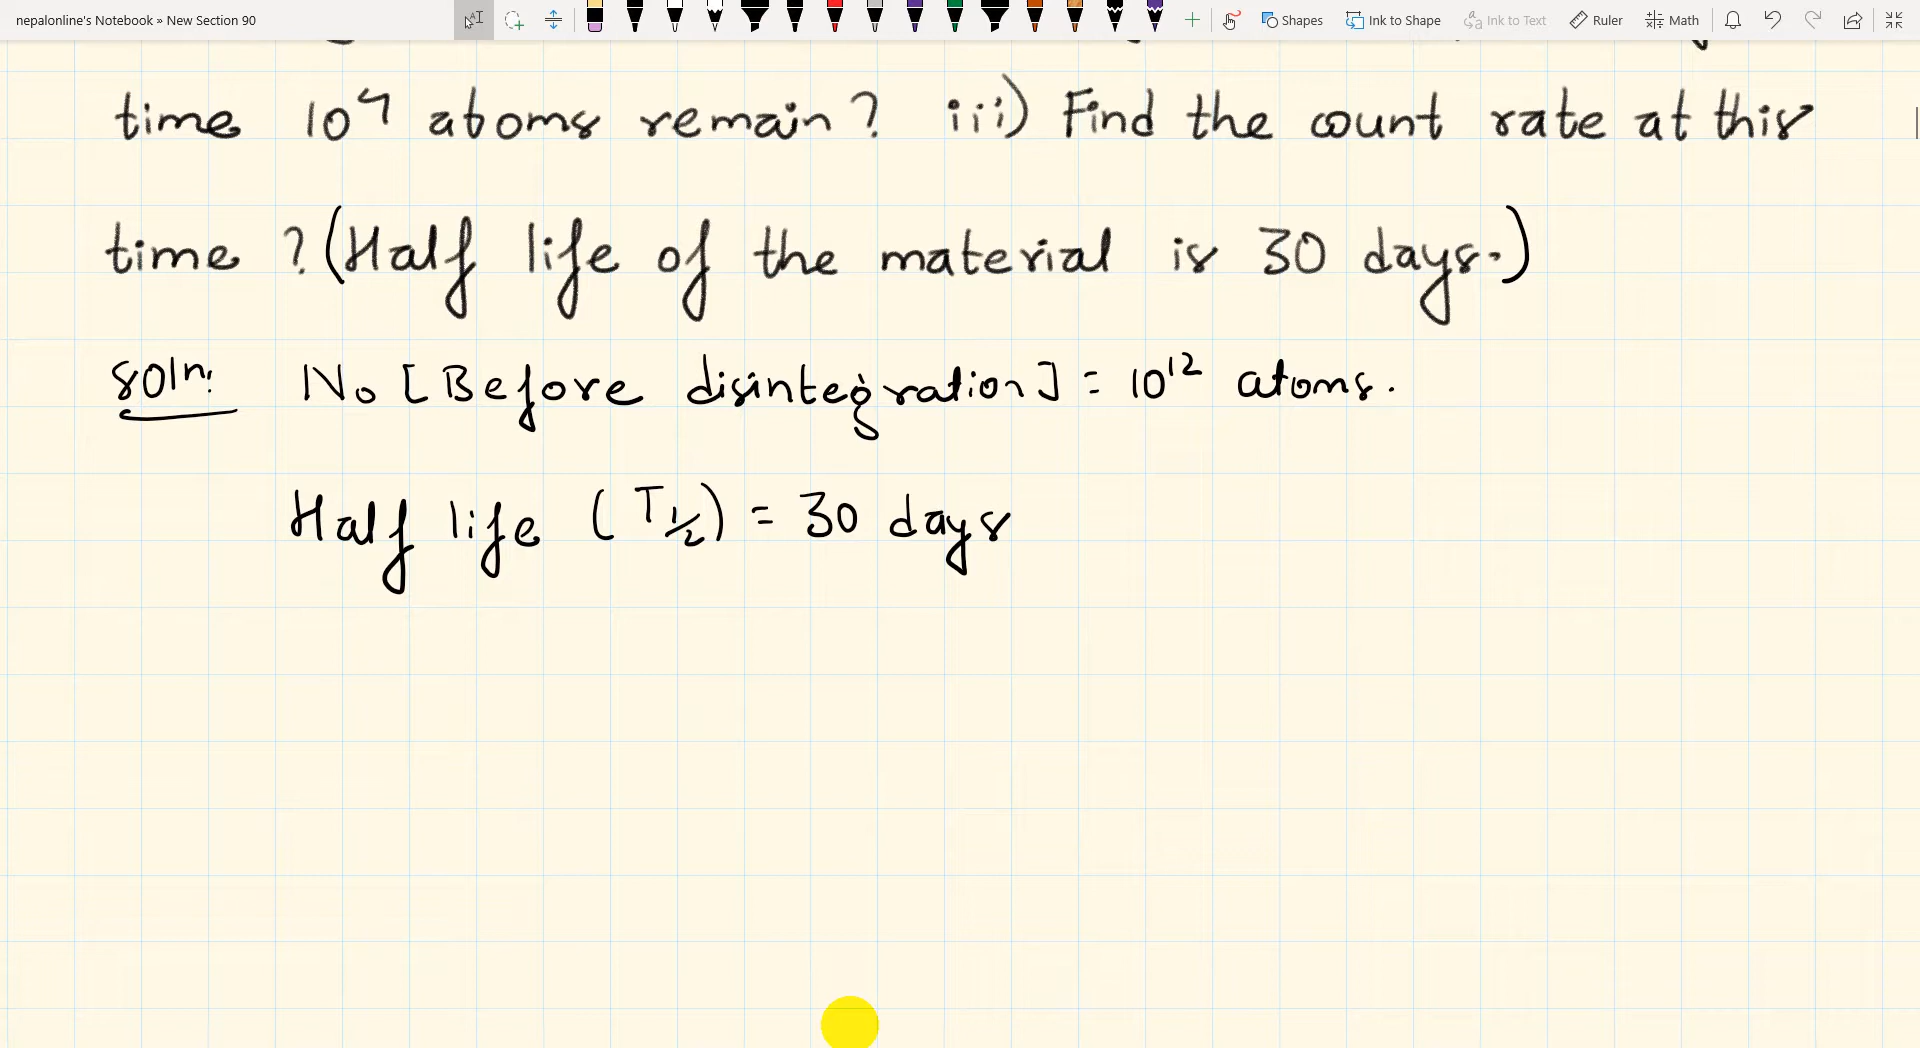 nepalonline's Notebook » New Section 90 Shapes Ink to Shape Ink to Text Ruler Math
time 10⁴ atoms remain? iii) Find the count rate at this
time ? (Half life of the material is 30 days.)
soln: No [Before disintegration] = 10¹² atoms.
Half life (T½) = 30 days